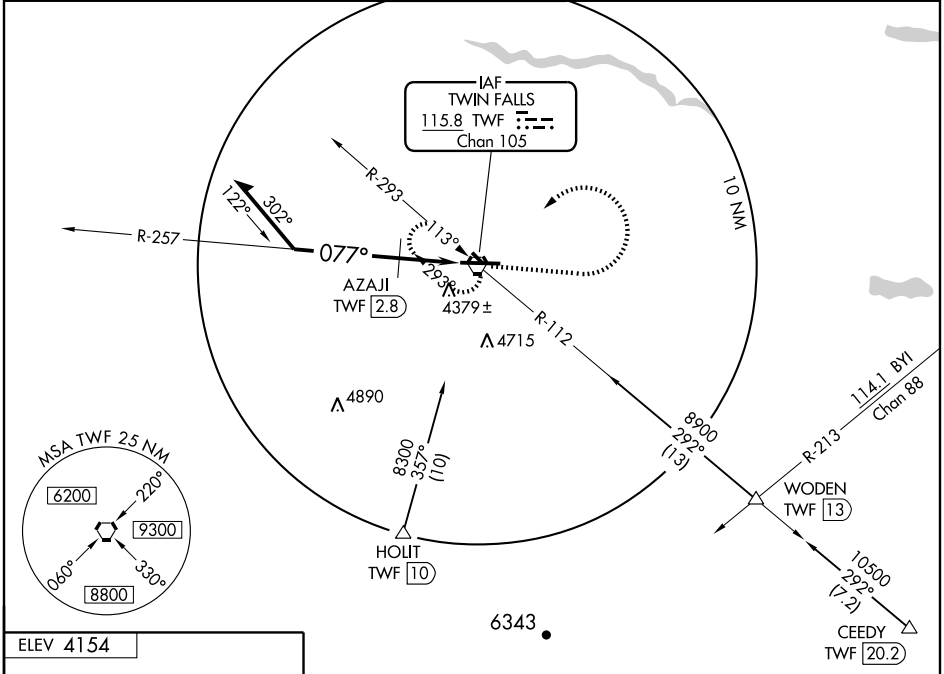 IAF
TWIN FALLS
115.8 TWF
Chan 105
10 NM
R-293
302°
122°
R-257
077°
113°
293°
AZAJI
TWF 2.8
4379 ±
4715
R-112
4890
114.1 BYI
Chan 88
R-213
8900
292°
(13)
8300
357°
(10)
WODEN
TWF 13
MSA TWF 25 NM
6200
220°
9300
060°
330°
8800
HOLIT
TWF 10
10500
292°
(7.2)
6343
CEEDY
TWF 20.2
ELEV 4154